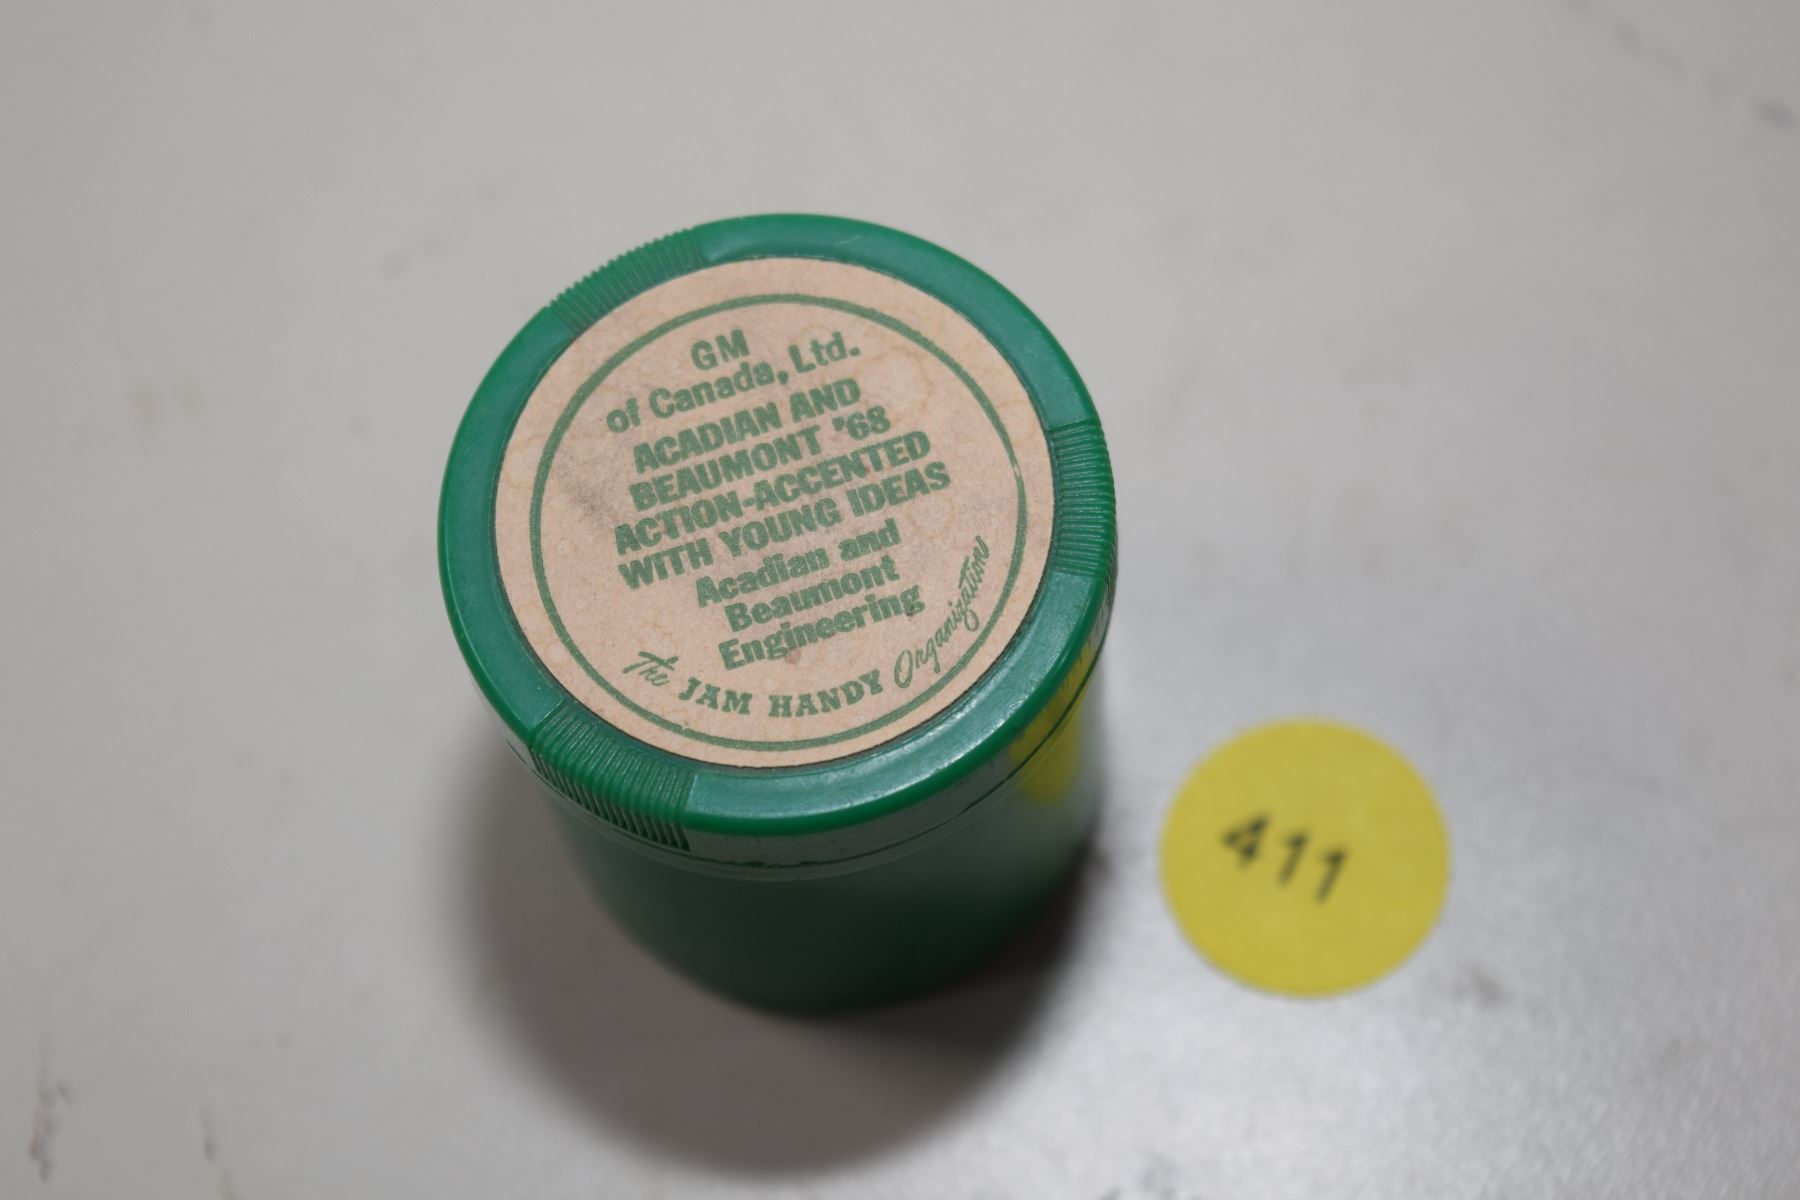 GM
of Canada, Ltd.
ACADIAN AND
BEAUMONT '68
ACTION-ACCENTED
WITH YOUNG IDEAS
Acadian and
Beaumont
Engineering
The JAM HANDY Organization
411